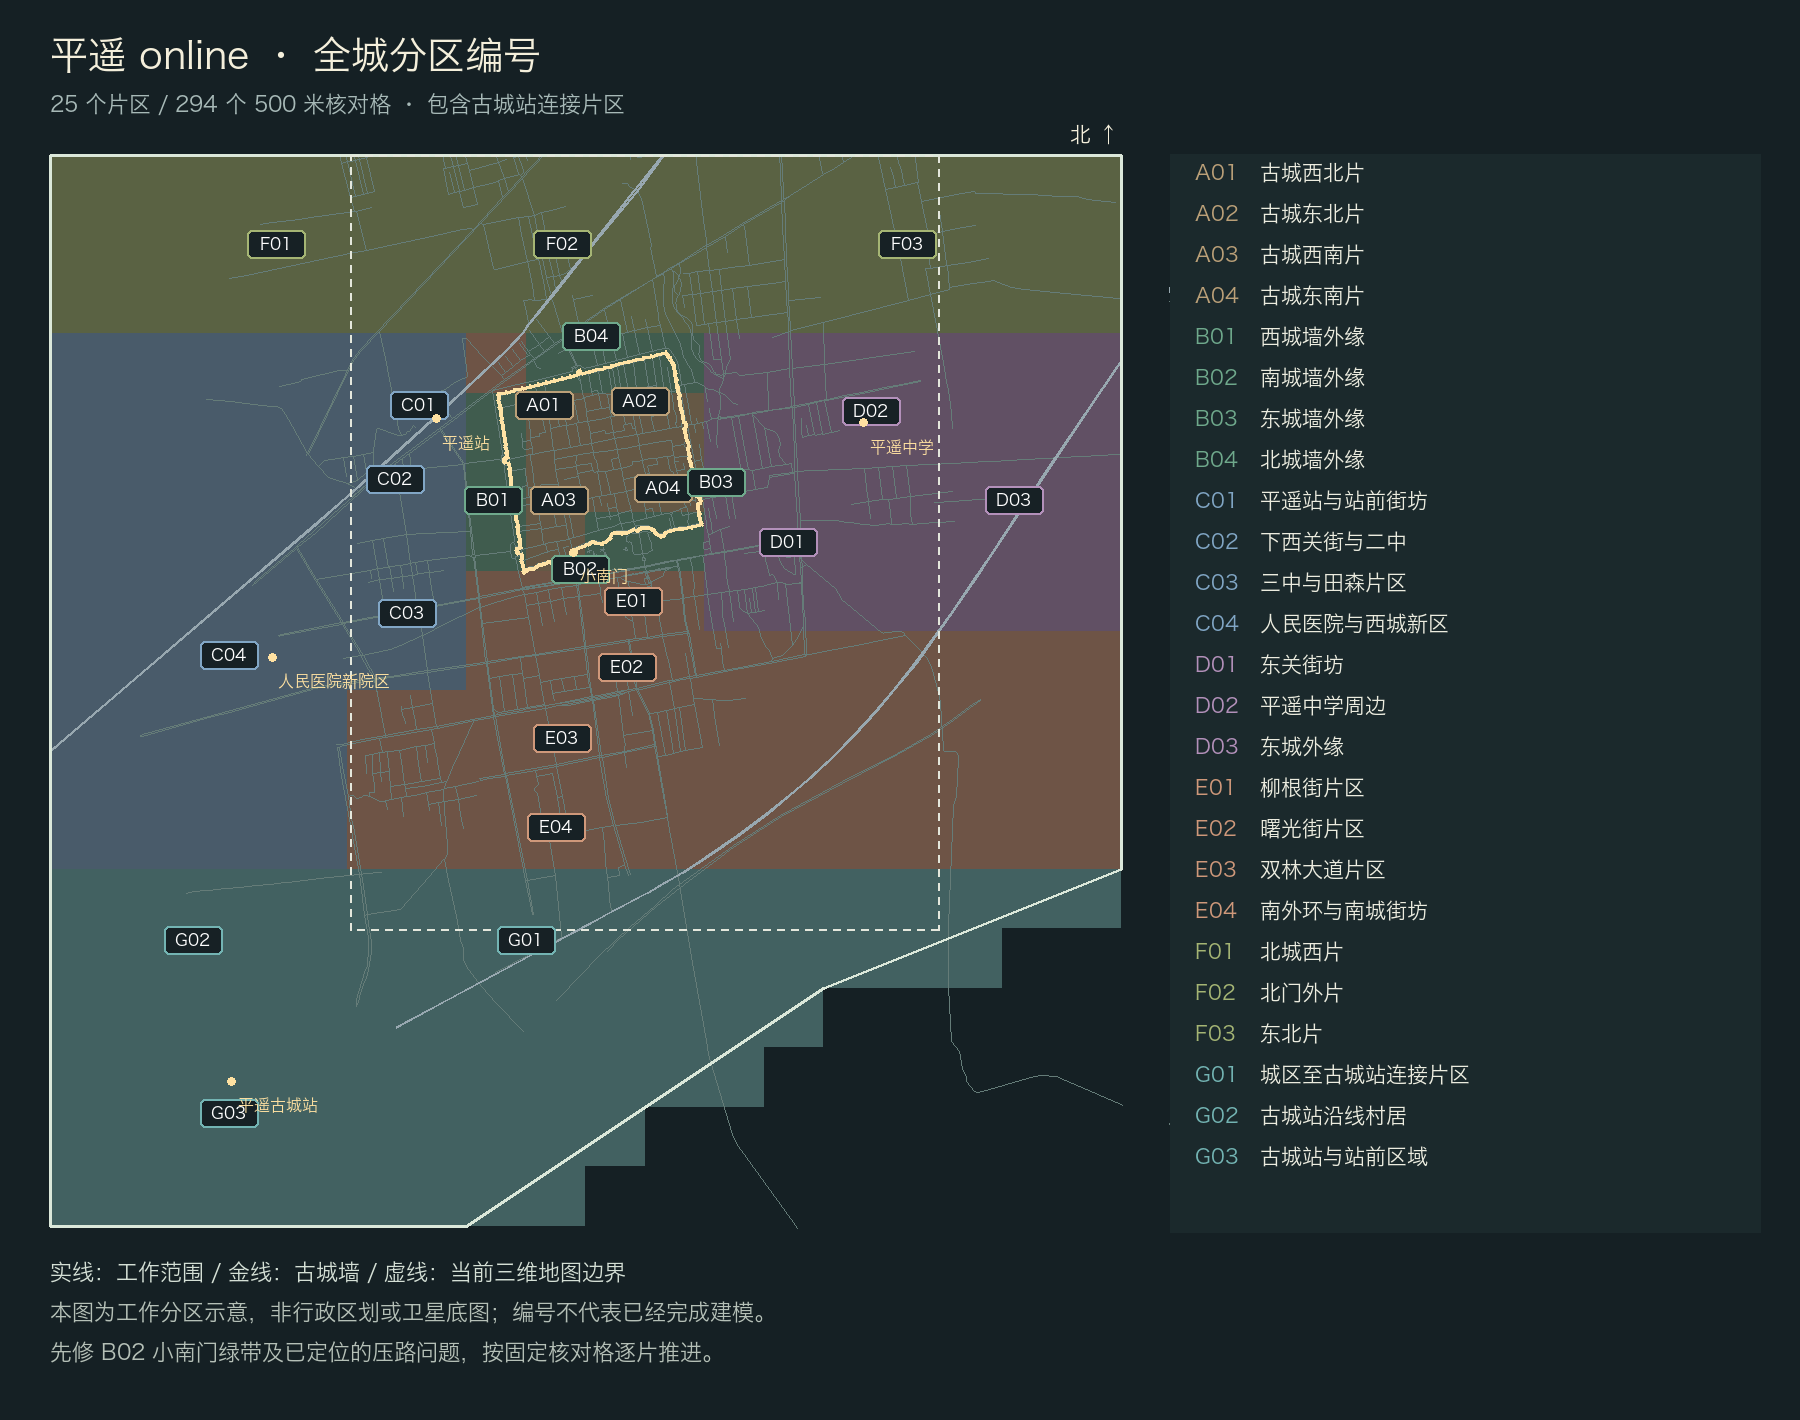 平遥 online · 全城分区编号
25 个片区 / 294 个 500 米核对格 · 包含古城站连接片区
北 ↑
F01
F02
F03
B04
C01
A01
A02
D02
平遥站
平遥中学
C02
B01
A03
A04
B03
D03
D01
B02
小南门
E01
C03
C04
E02
人民医院新院区
E03
E04
G02
G01
G03
平遥古城站
A01 古城西北片
A02 古城东北片
A03 古城西南片
A04 古城东南片
B01 西城墙外缘
B02 南城墙外缘
B03 东城墙外缘
B04 北城墙外缘
C01 平遥站与站前街坊
C02 下西关街与二中
C03 三中与田森片区
C04 人民医院与西城新区
D01 东关街坊
D02 平遥中学周边
D03 东城外缘
E01 柳根街片区
E02 曙光街片区
E03 双林大道片区
E04 南外环与南城街坊
F01 北城西片
F02 北门外片
F03 东北片
G01 城区至古城站连接片区
G02 古城站沿线村居
G03 古城站与站前区域
实线：工作范围 / 金线：古城墙 / 虚线：当前三维地图边界
本图为工作分区示意，非行政区划或卫星底图；编号不代表已经完成建模。
先修 B02 小南门绿带及已定位的压路问题，按固定核对格逐片推进。